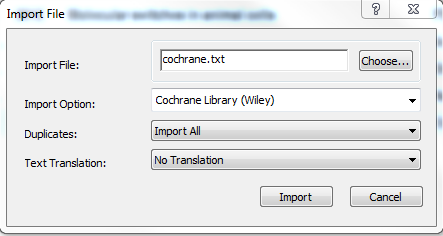 Import File
Import File:
cochrane.txt
Choose...
Import Option:
Cochrane Library (Wiley)
Duplicates:
Import All
Text Translation:
No Translation
Import
Cancel